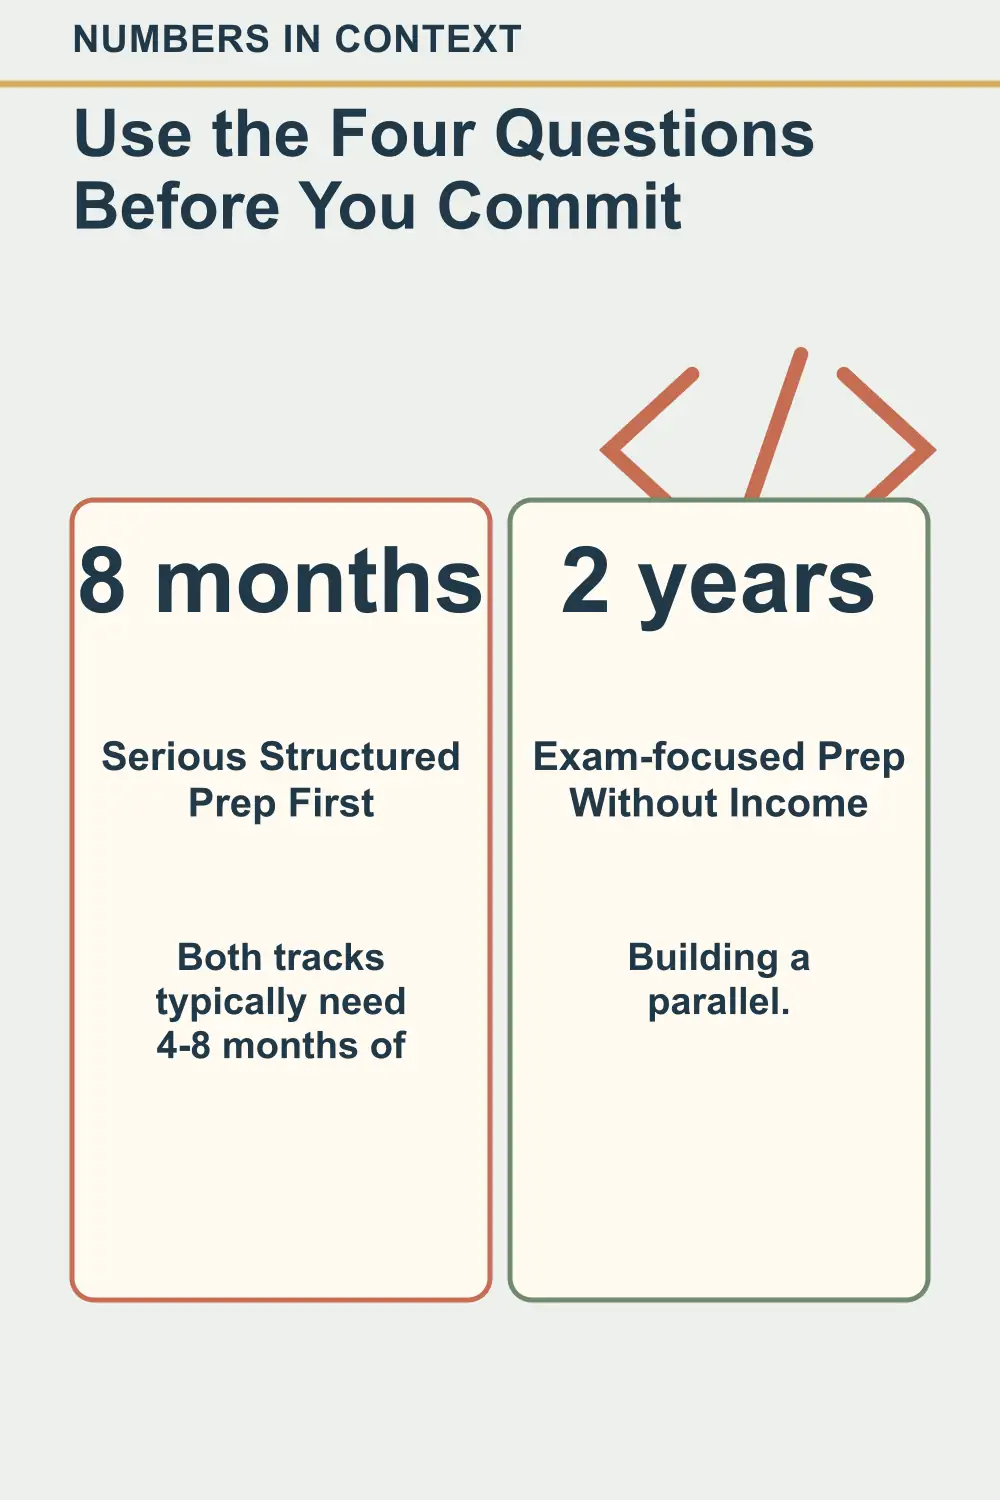 NUMBERS IN CONTEXT
Use the Four Questions
Before You Commit
8 months
Serious Structured
Prep First
Both tracks
typically need
4-8 months of
2 years
Exam-focused Prep
Without Income
Building a
parallel.